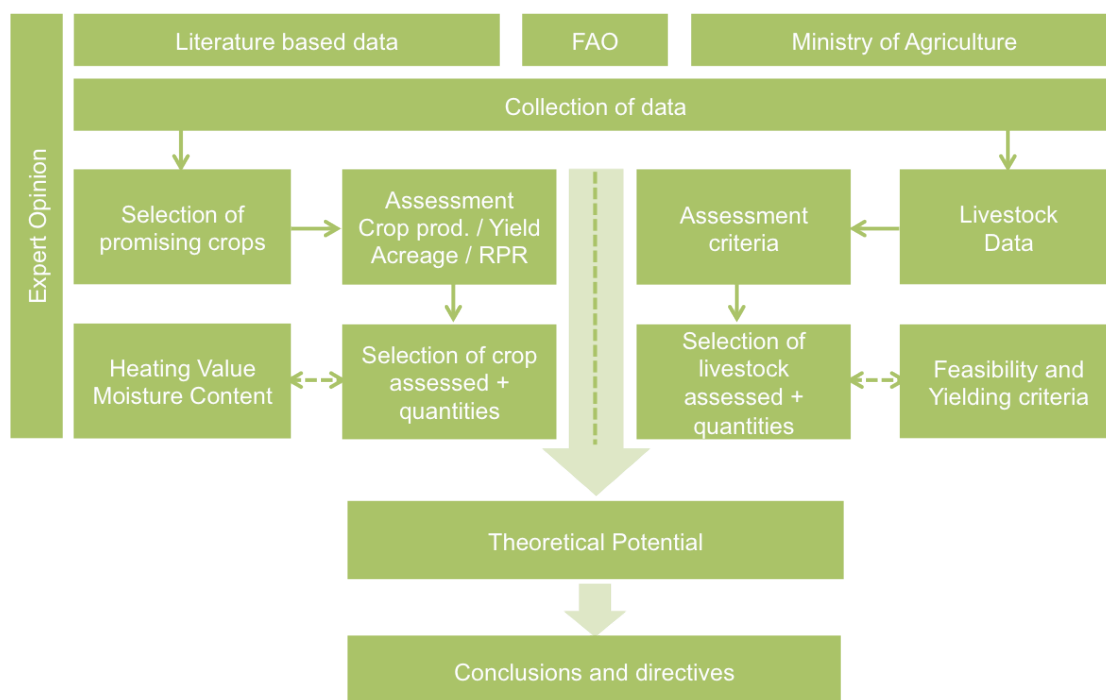 Expert Opinion
Literature based data
FAO
Ministry of Agriculture
Collection of data
Selection of
promising crops
Assessment
Crop prod. / Yield
Acreage / RPR
Assessment
criteria
Livestock
Data
Heating Value
Moisture Content
Selection of crop
assessed +
quantities
Selection of
livestock
assessed +
quantities
Feasibility and
Yielding criteria
Theoretical Potential
Conclusions and directives